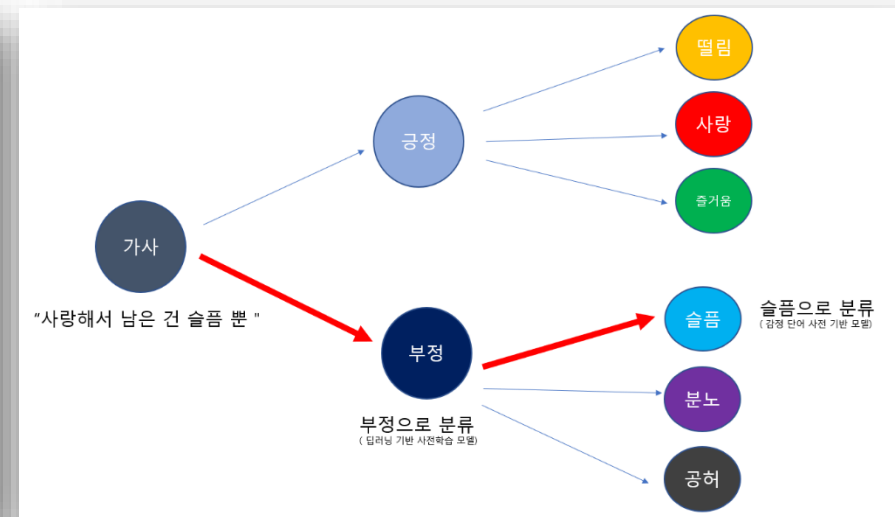 떨림
긍정
사랑
즐거움
가사
"사랑해서 남은 건 슬픔 뿐 "
슬픔
슬픔으로 분류
( 감정 단어 사전 기반 모델)
부정
부정으로 분류
( 딥러닝 기반 사전학습 모델)
분노
공허